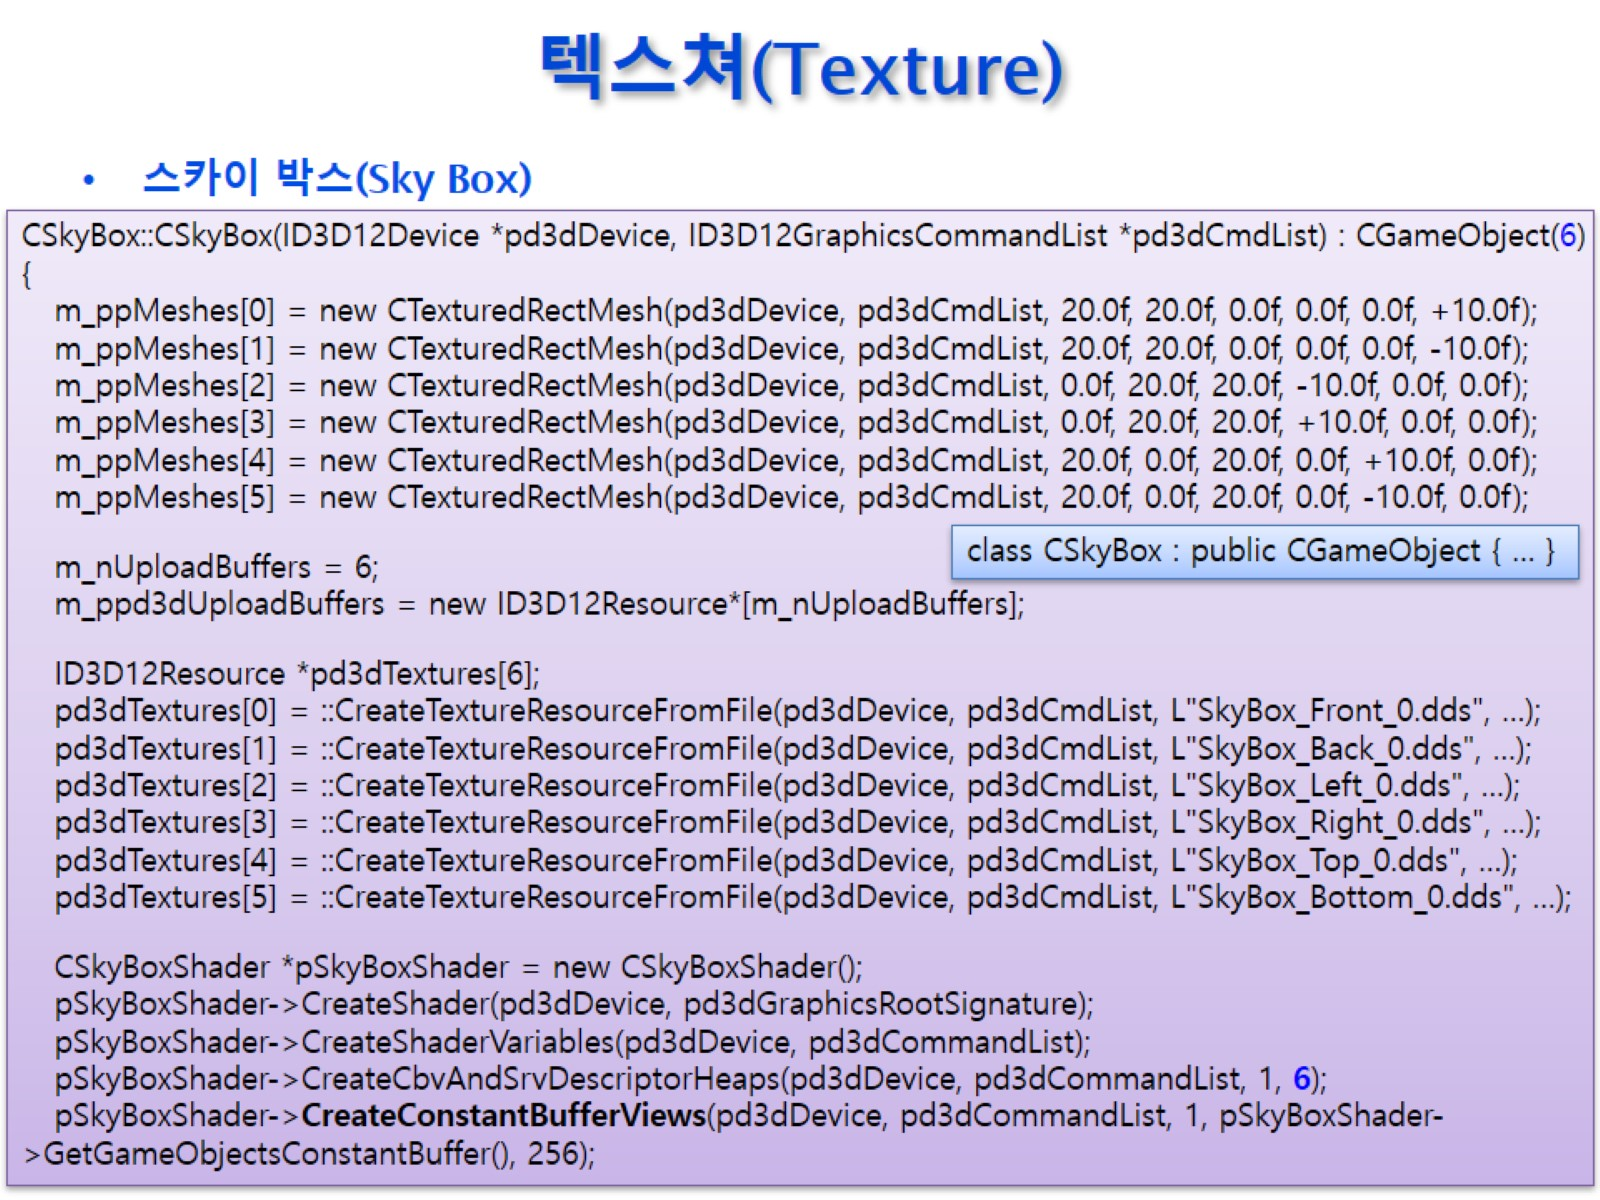 텍스쳐(Texture)
• 스카이 박스(Sky Box)
CSkyBox::CSkyBox(ID3D12Device *pd3dDevice, ID3D12GraphicsCommandList *pd3dCmdList) : CGameObject(6)
{
m_ppMeshes[0] = new CTexturedRectMesh(pd3dDevice, pd3dCmdList, 20.0f, 20.0f, 0.0f, 0.0f, 0.0f, +10.0f);
m_ppMeshes[1] = new CTexturedRectMesh(pd3dDevice, pd3dCmdList, 20.0f, 20.0f, 0.0f, 0.0f, 0.0f, -10.0f);
m_ppMeshes[2] = new CTexturedRectMesh(pd3dDevice, pd3dCmdList, 0.0f, 20.0f, 20.0f, -10.0f, 0.0f, 0.0f);
m_ppMeshes[3] = new CTexturedRectMesh(pd3dDevice, pd3dCmdList, 0.0f, 20.0f, 20.0f, +10.0f, 0.0f, 0.0f);
m_ppMeshes[4] = new CTexturedRectMesh(pd3dDevice, pd3dCmdList, 20.0f, 0.0f, 20.0f, 0.0f, +10.0f, 0.0f);
m_ppMeshes[5] = new CTexturedRectMesh(pd3dDevice, pd3dCmdList, 20.0f, 0.0f, 20.0f, 0.0f, -10.0f, 0.0f);
class CSkyBox : public CGameObject { ... }
m_nUploadBuffers = 6;
m_ppd3dUploadBuffers = new ID3D12Resource*[m_nUploadBuffers];
ID3D12Resource *pd3dTextures[6];
pd3dTextures[0] = ::CreateTextureResourceFromFile(pd3dDevice, pd3dCmdList, L"SkyBox_Front_0.dds", ...);
pd3dTextures[1] = ::CreateTextureResourceFromFile(pd3dDevice, pd3dCmdList, L"SkyBox_Back_0.dds", ...);
pd3dTextures[2] = ::CreateTextureResourceFromFile(pd3dDevice, pd3dCmdList, L"SkyBox_Left_0.dds", ...);
pd3dTextures[3] = ::CreateTextureResourceFromFile(pd3dDevice, pd3dCmdList, L"SkyBox_Right_0.dds", ...);
pd3dTextures[4] = ::CreateTextureResourceFromFile(pd3dDevice, pd3dCmdList, L"SkyBox_Top_0.dds", ...);
pd3dTextures[5] = ::CreateTextureResourceFromFile(pd3dDevice, pd3dCmdList, L"SkyBox_Bottom_0.dds", ...);
CSkyBoxShader *pSkyBoxShader = new CSkyBoxShader();
pSkyBoxShader->CreateShader(pd3dDevice, pd3dGraphicsRootSignature);
pSkyBoxShader->CreateShaderVariables(pd3dDevice, pd3dCommandList);
pSkyBoxShader->CreateCbvAndSrvDescriptorHeaps(pd3dDevice, pd3dCommandList, 1, 6);
pSkyBoxShader->CreateConstantBufferViews(pd3dDevice, pd3dCommandList, 1, pSkyBoxShader-
>GetGameObjectsConstantBuffer(), 256);